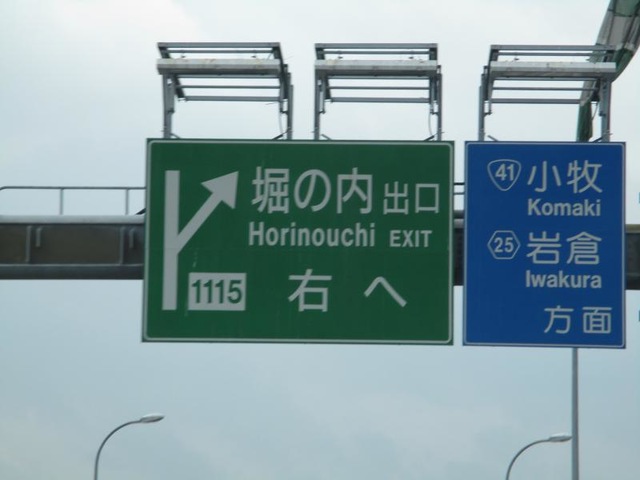 堀の内 出口
Horinouchi EXIT
1115 右へ
41 小牧
Komaki
25 岩倉
Iwakura
方面